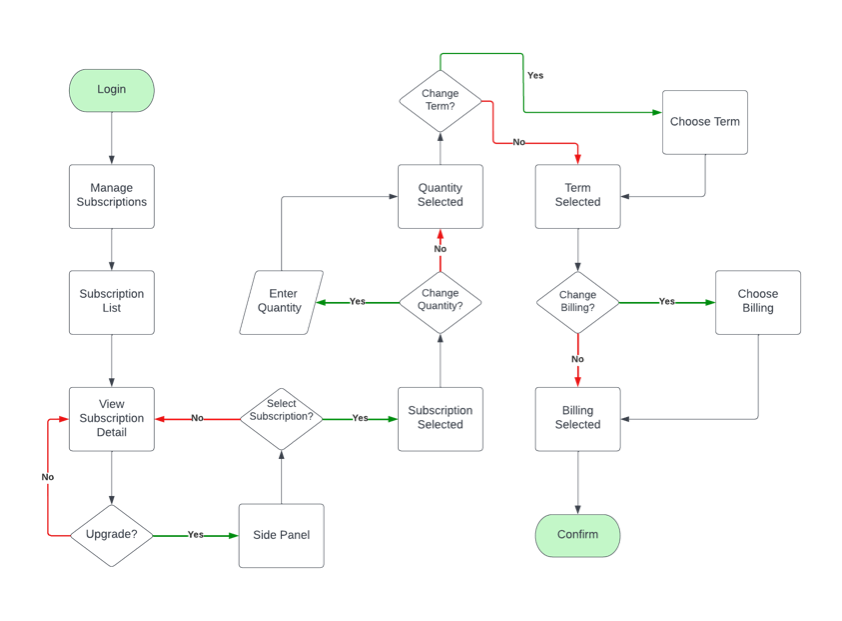 Login
Manage
Subscriptions
Subscription
List
View
Subscription
Detail
No
Upgrade?
Yes
Side Panel
Select
Subscription?
No
Yes
Subscription
Selected
Change
Quantity?
Yes
Enter
Quantity
No
Quantity
Selected
Change
Term?
Yes
Choose Term
No
Term
Selected
Change
Billing?
Yes
Choose
Billing
No
Billing
Selected
Confirm